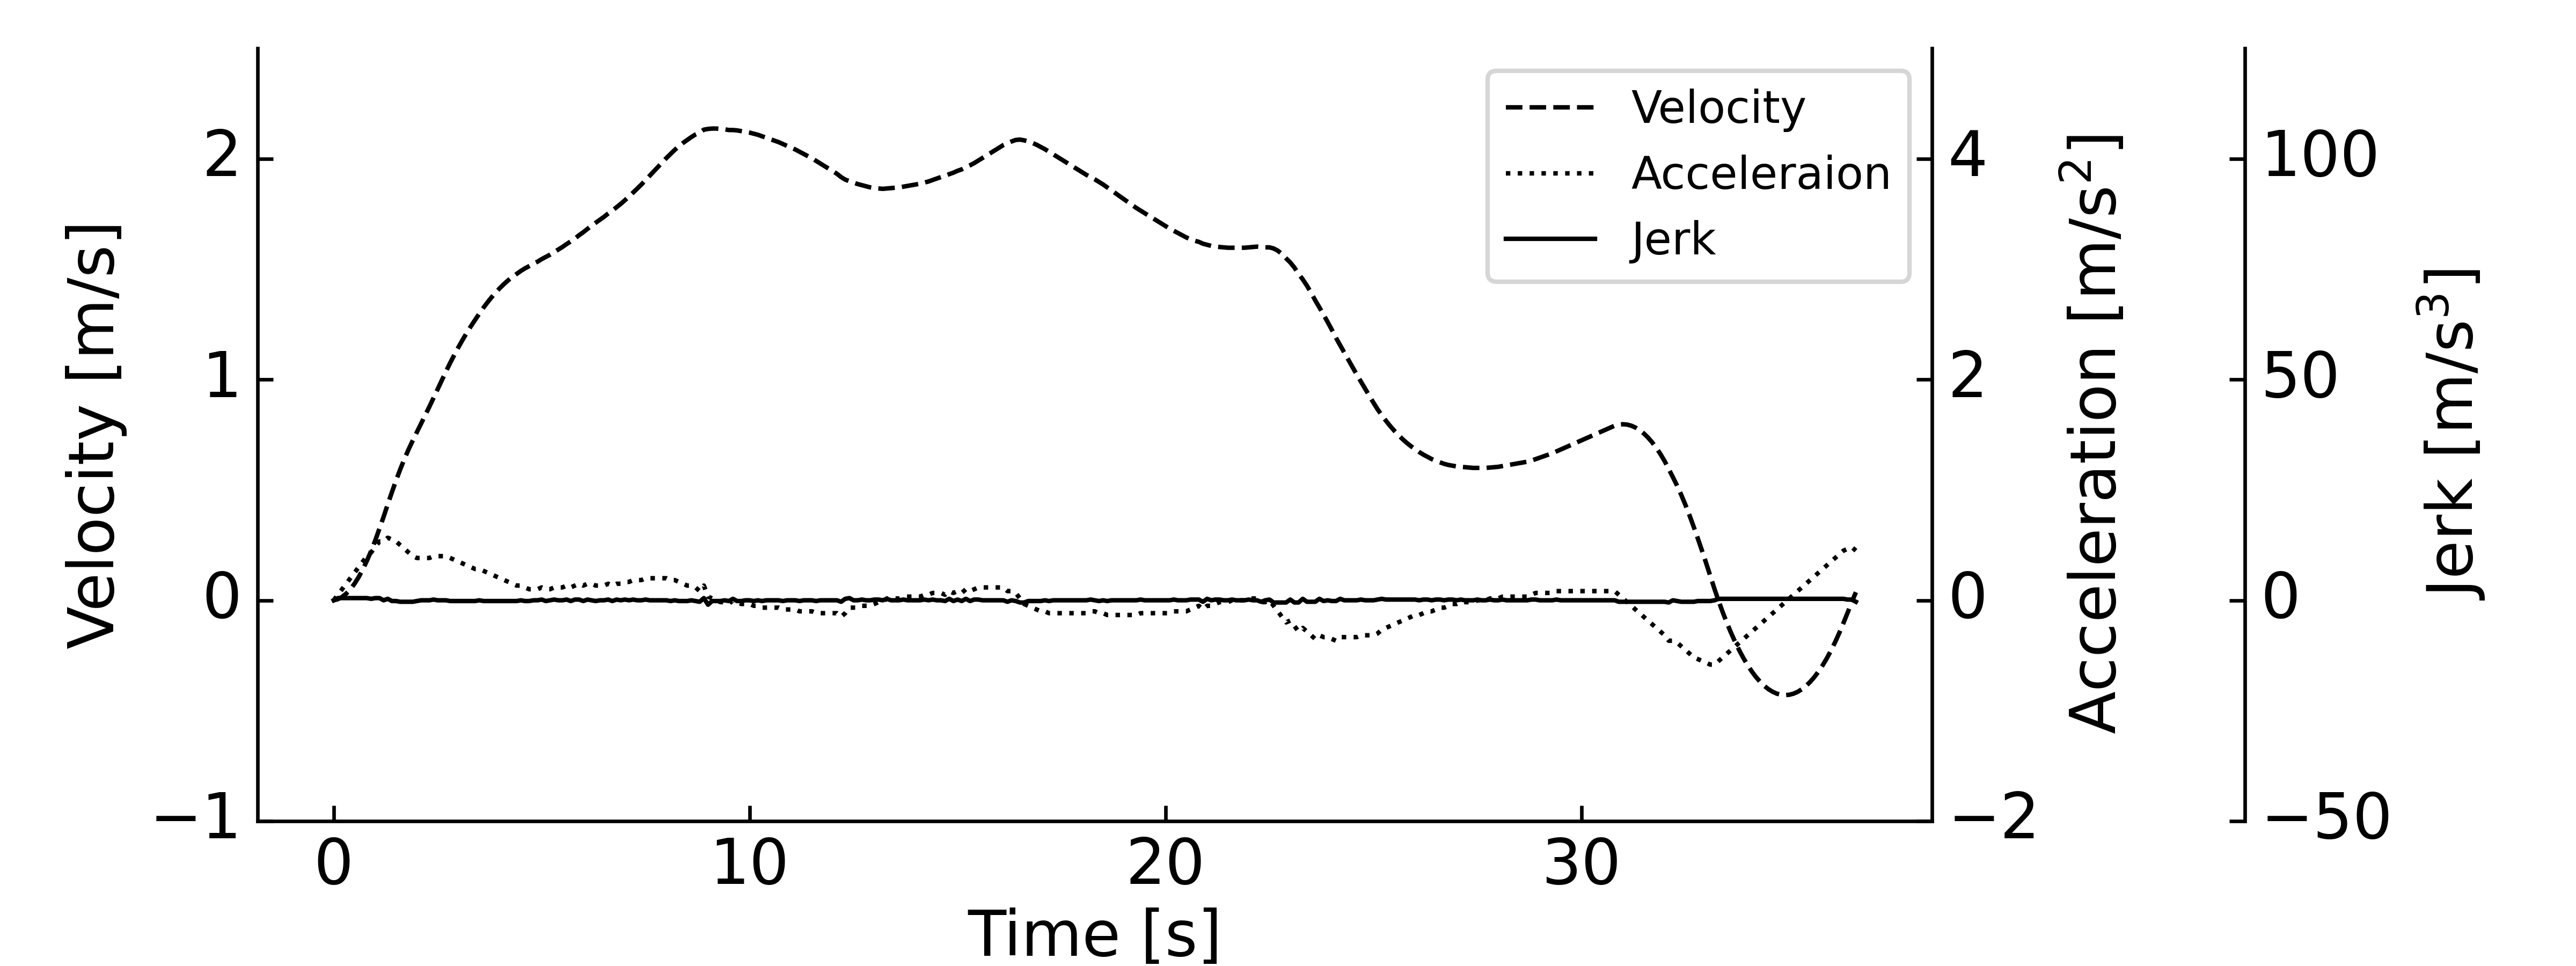 Velocity [m/s]
2
1
0
−1
0 10 20 30
Time [s]
Velocity
Acceleraion
Jerk
4
2
0
−2
Acceleration [m/s²]
100
50
0
−50
Jerk [m/s³]